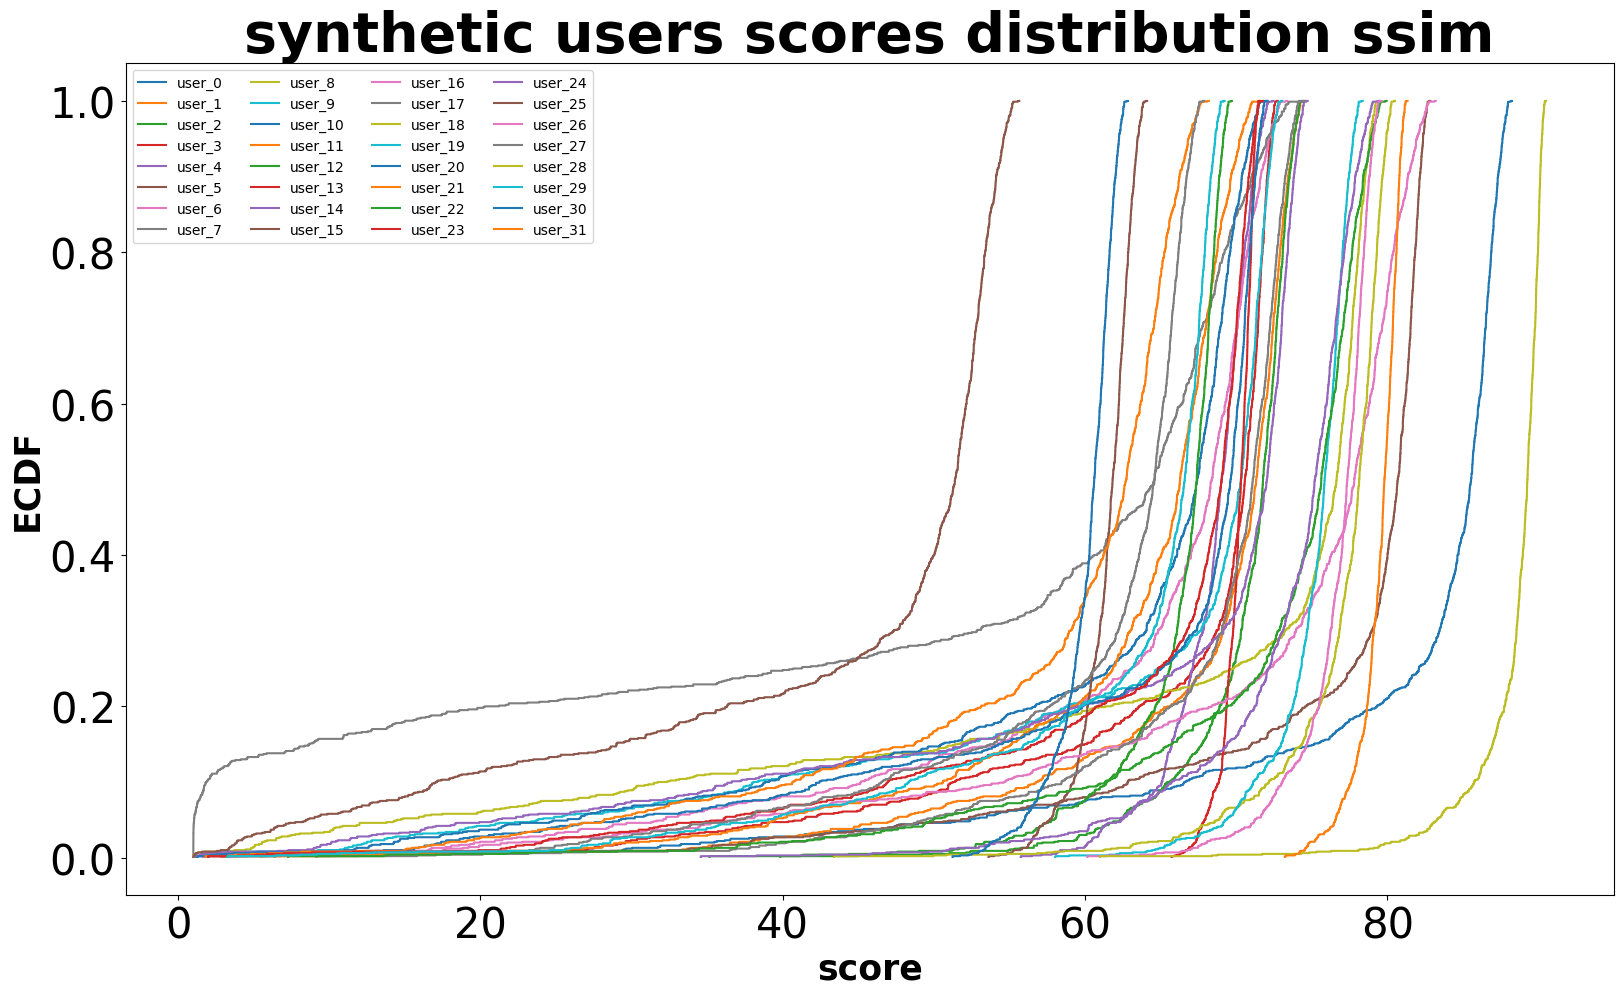 synthetic users scores distribution ssim
user_0 user_8 user_16 user_24
user_1 user_9 user_17 user_25
user_2 user_10 user_18 user_26
user_3 user_11 user_19 user_27
user_4 user_12 user_20 user_28
user_5 user_13 user_21 user_29
user_6 user_14 user_22 user_30
user_7 user_15 user_23 user_31
1.0
0.8
0.6
0.4
0.2
0.0
ECDF
0 20 40 60 80
score